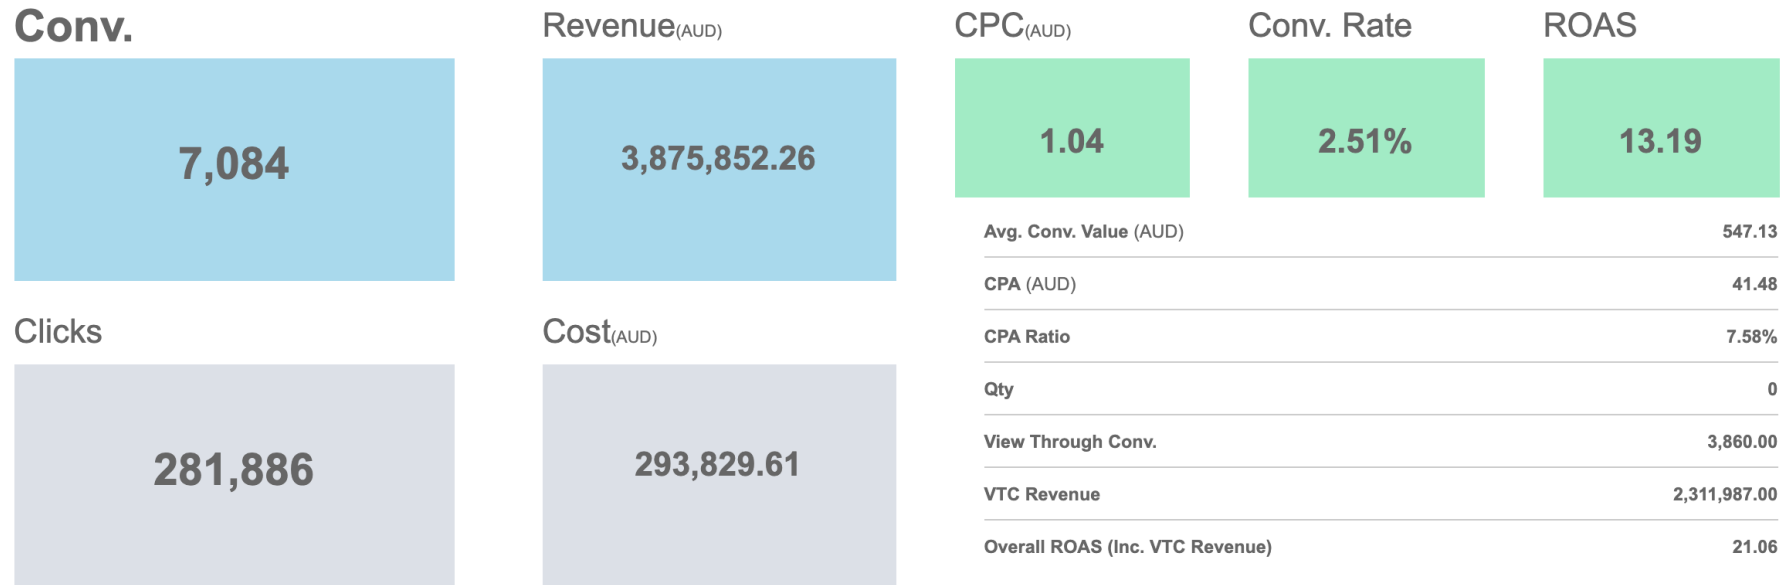 Conv.
7,084
Revenue(AUD)
3,875,852.26
CPC(AUD)
1.04
Conv. Rate
2.51%
ROAS
13.19
Clicks
281,886
Cost(AUD)
293,829.61
Avg. Conv. Value (AUD) 547.13
CPA (AUD) 41.48
CPA Ratio 7.58%
Qty 0
View Through Conv. 3,860.00
VTC Revenue 2,311,987.00
Overall ROAS (Inc. VTC Revenue) 21.06